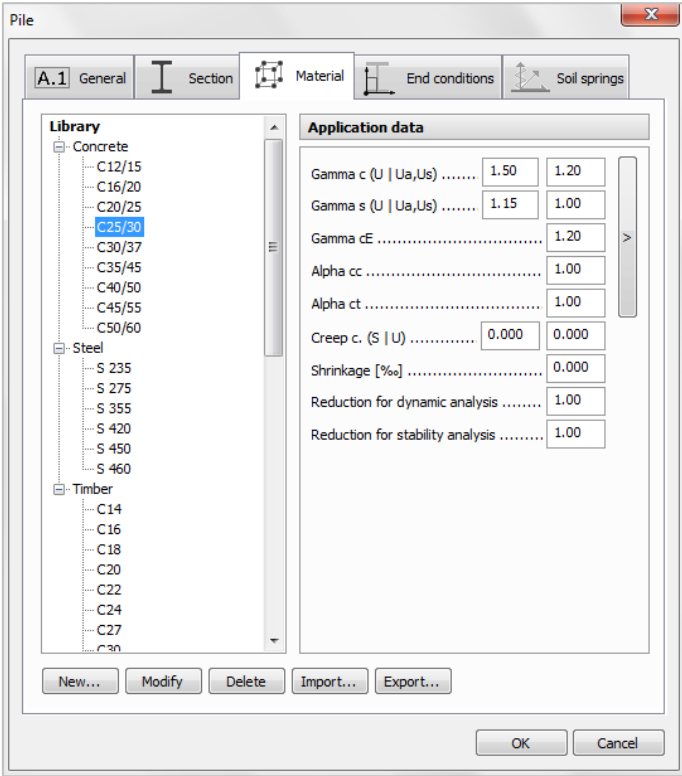 Pile
x
A.1 General
Section
Material
End conditions
Soil springs
Library
Concrete
C12/15
C16/20
C20/25
C25/30
C30/37
C35/45
C40/50
C45/55
C50/60
Steel
S 235
S 275
S 355
S 420
S 450
S 460
Timber
C14
C16
C18
C20
C22
C24
C27
C30
Application data
Gamma c (U | Ua,Us) ....... 1.50 1.20
Gamma s (U | Ua,Us) ....... 1.15 1.00
Gamma cE ................................. 1.20
>
Alpha cc ................................... 1.00
Alpha ct ................................... 1.00
Creep c. (S | U) ............. 0.000 0.000
Shrinkage [‰] ........................... 0.000
Reduction for dynamic analysis ........ 1.00
Reduction for stability analysis ......... 1.00
New... Modify Delete Import... Export...
OK Cancel